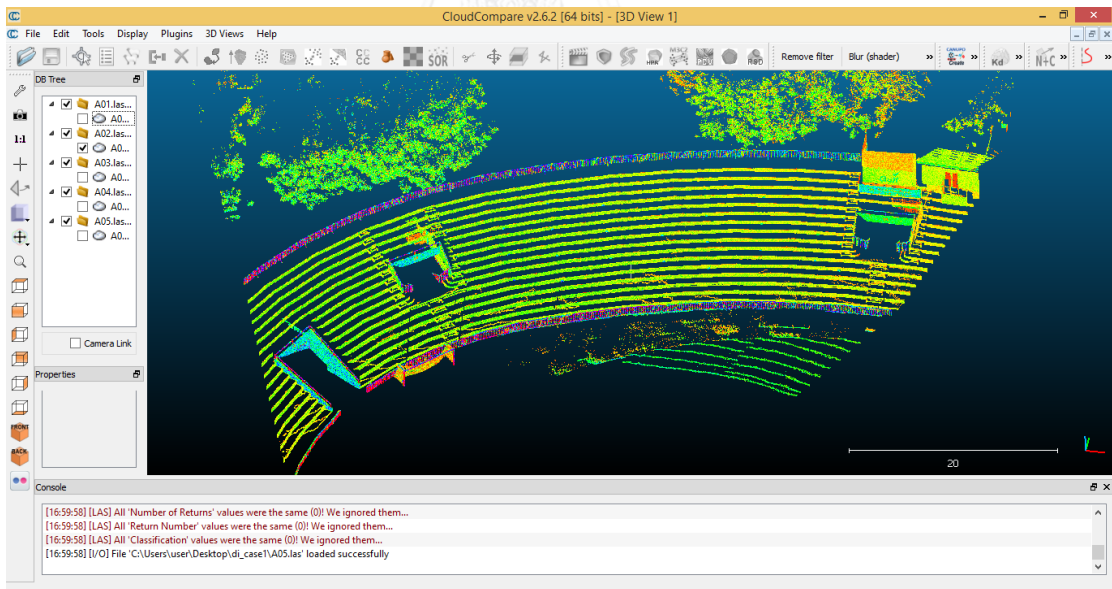 CloudCompare v2.6.2 [64 bits] - [3D View 1]
File Edit Tools Display Plugins 3D Views Help
SOR
Remove filter Blur (shader) » » Kd » N+C » S »
DB Tree
1:1
A01.las...
A0...
A02.las...
A0...
A03.las...
A0...
A04.las...
A0...
A05.las...
A0...
Camera Link
Properties
FRONT
BACK
20
Y
Console
[16:59:58] [LAS] All 'Number of Returns' values were the same (0)! We ignored them...
[16:59:58] [LAS] All 'Return Number' values were the same (0)! We ignored them...
[16:59:58] [LAS] All 'Classification' values were the same (0)! We ignored them...
[16:59:58] [I/O] File 'C:\Users\user\Desktop\di_case1\A05.las' loaded successfully